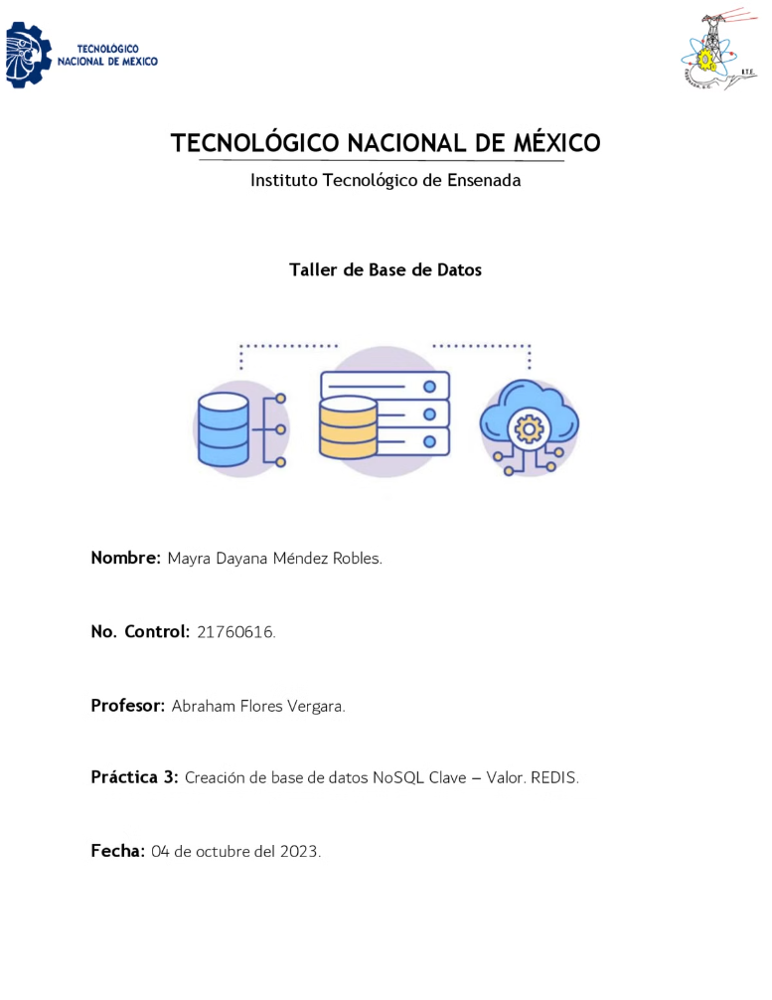 TECNOLÓGICO
NACIONAL DE MÉXICO
ENSENADA, B.C.
I.T.E.
TECNOLÓGICO NACIONAL DE MÉXICO
Instituto Tecnológico de Ensenada
Taller de Base de Datos
Nombre: Mayra Dayana Méndez Robles.
No. Control: 21760616.
Profesor: Abraham Flores Vergara.
Práctica 3: Creación de base de datos NoSQL Clave – Valor. REDIS.
Fecha: 04 de octubre del 2023.